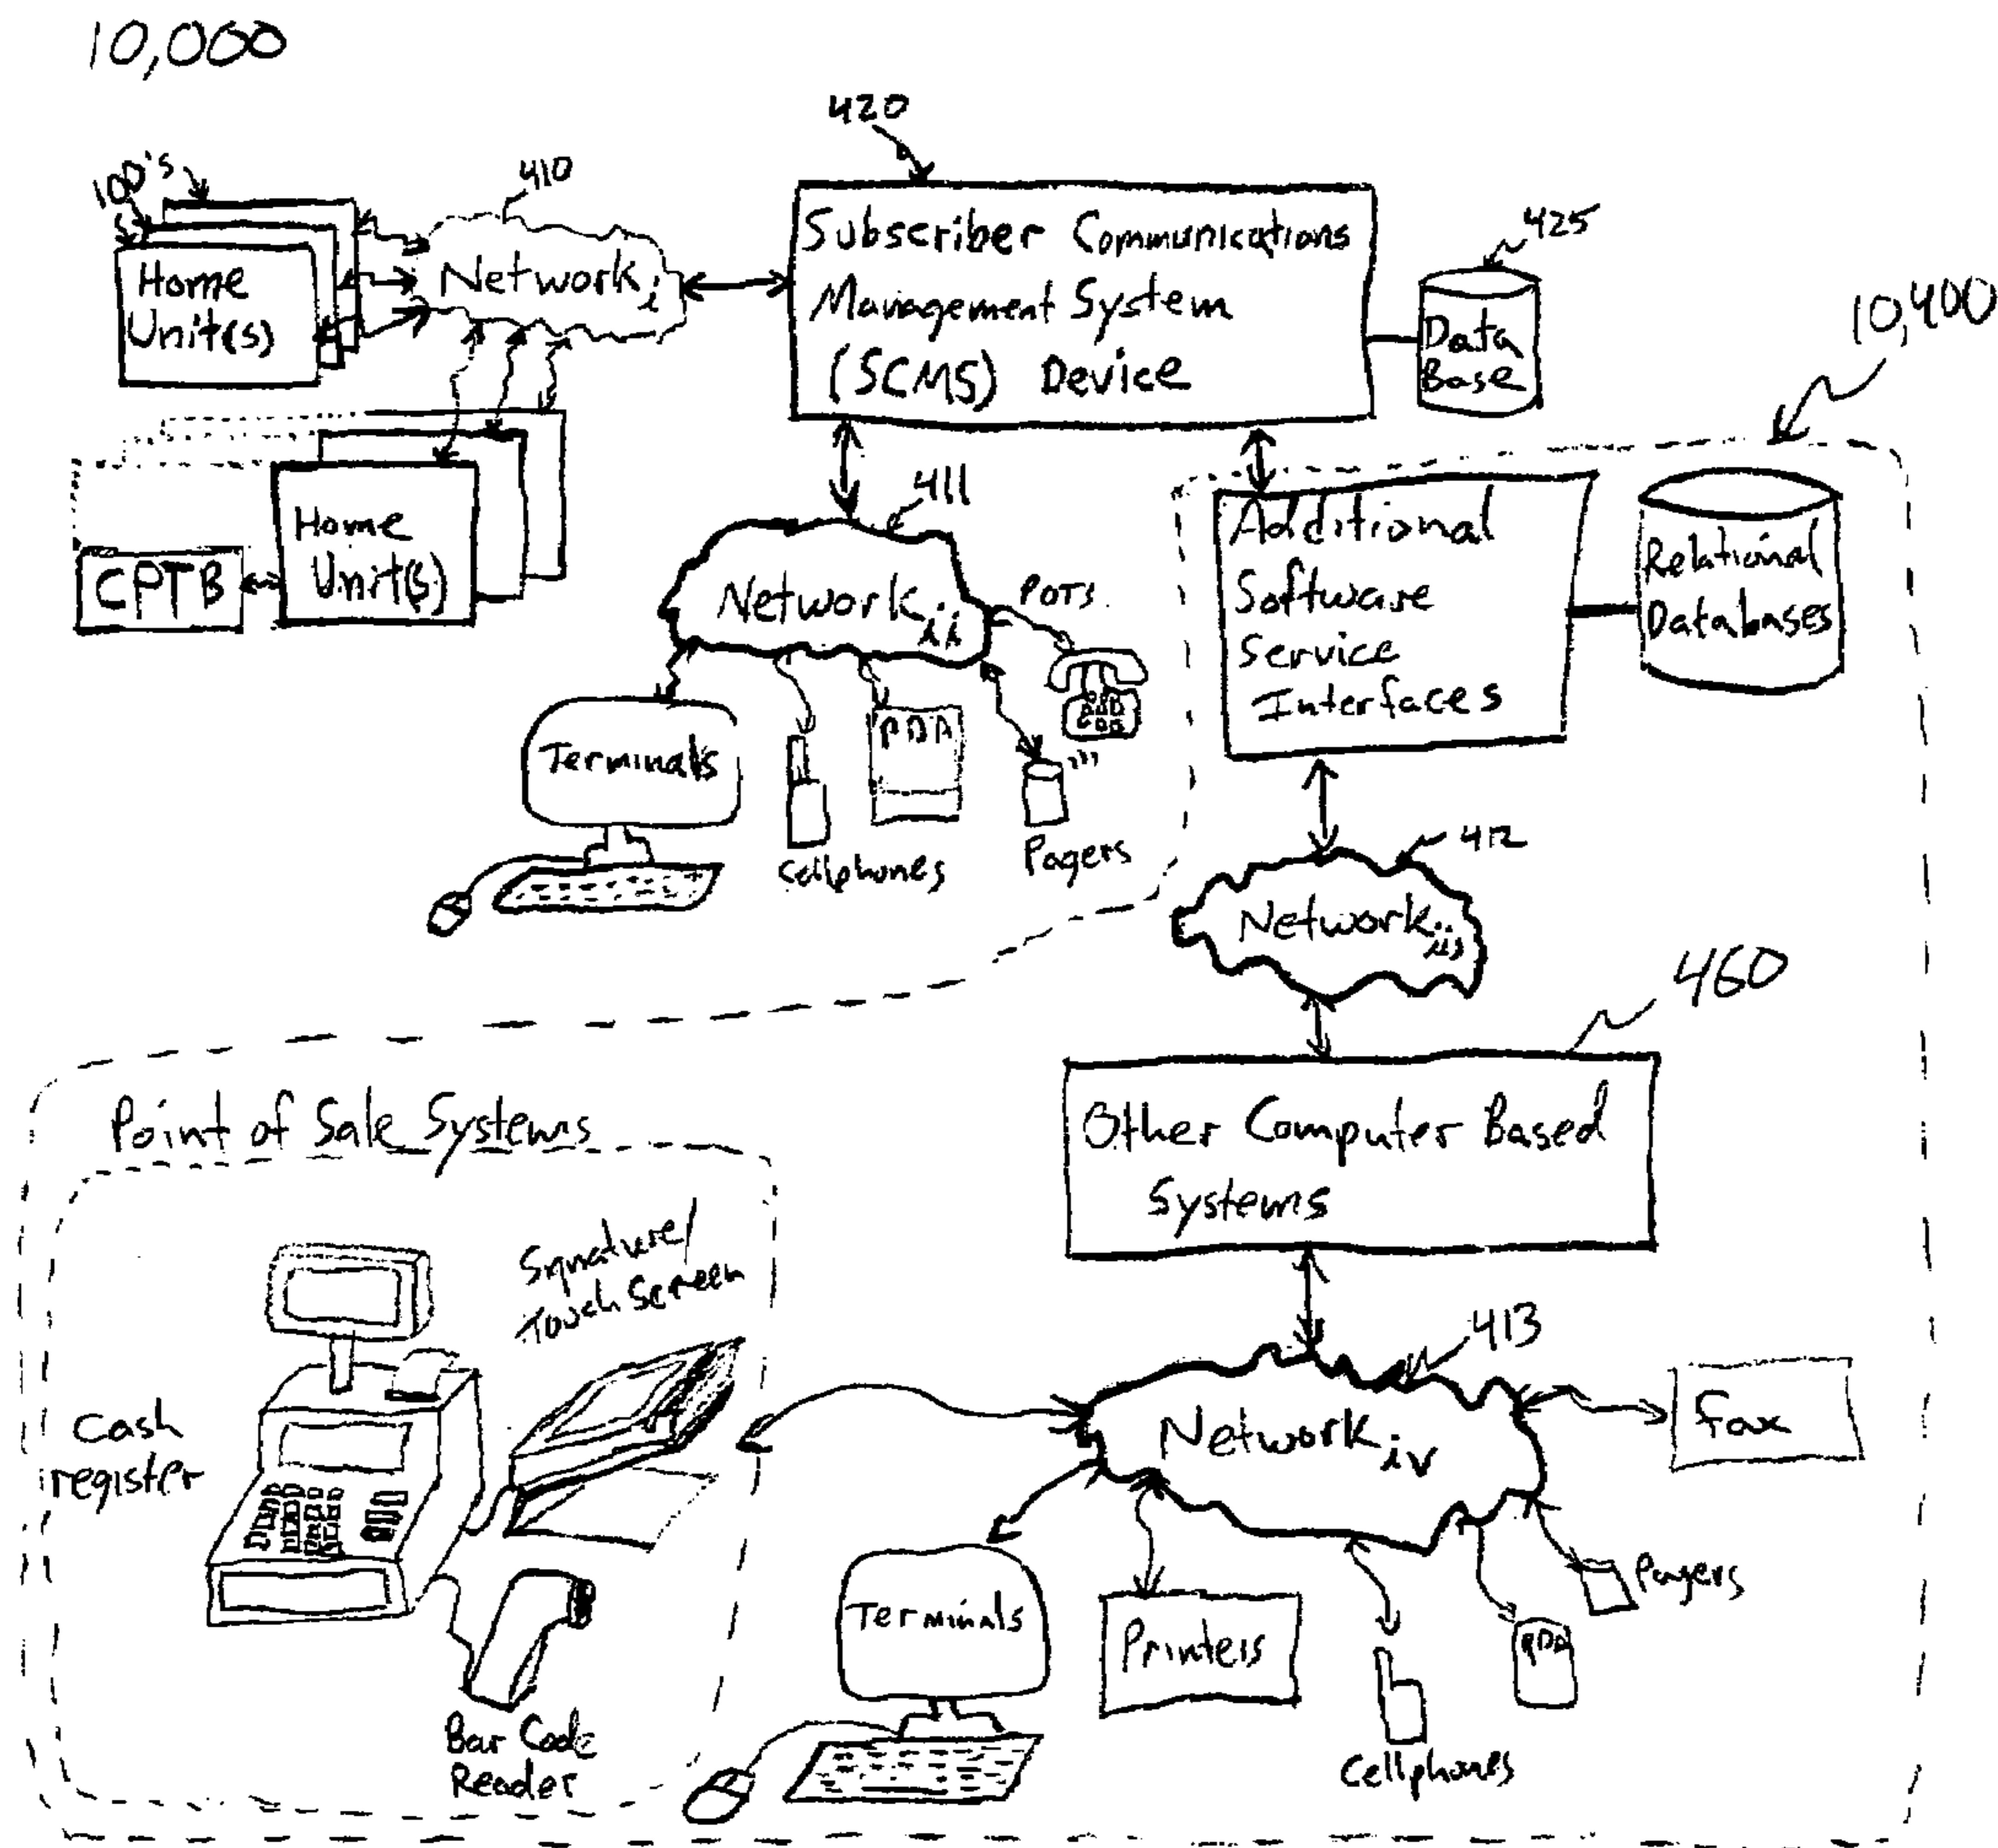 10,000
420
100's
410
Home
Unit(s)
Network i
Subscriber Communications
Management System
(SCMS) Device
425
Data
Base
10,400
Home
Unit(s)
CPTB
411
Network ii
POTS
Terminals
PDA
Cellphones
Pagers
Additional
Software
Service
Interfaces
Relational
Databases
412
Network iii
460
Other Computer Based
Systems
Point of Sale Systems
Signature/
Touch Screen
Cash
register
Bar Code
Reader
413
Network iv
Fax
Terminals
Printers
Cellphones
PDA
Pagers